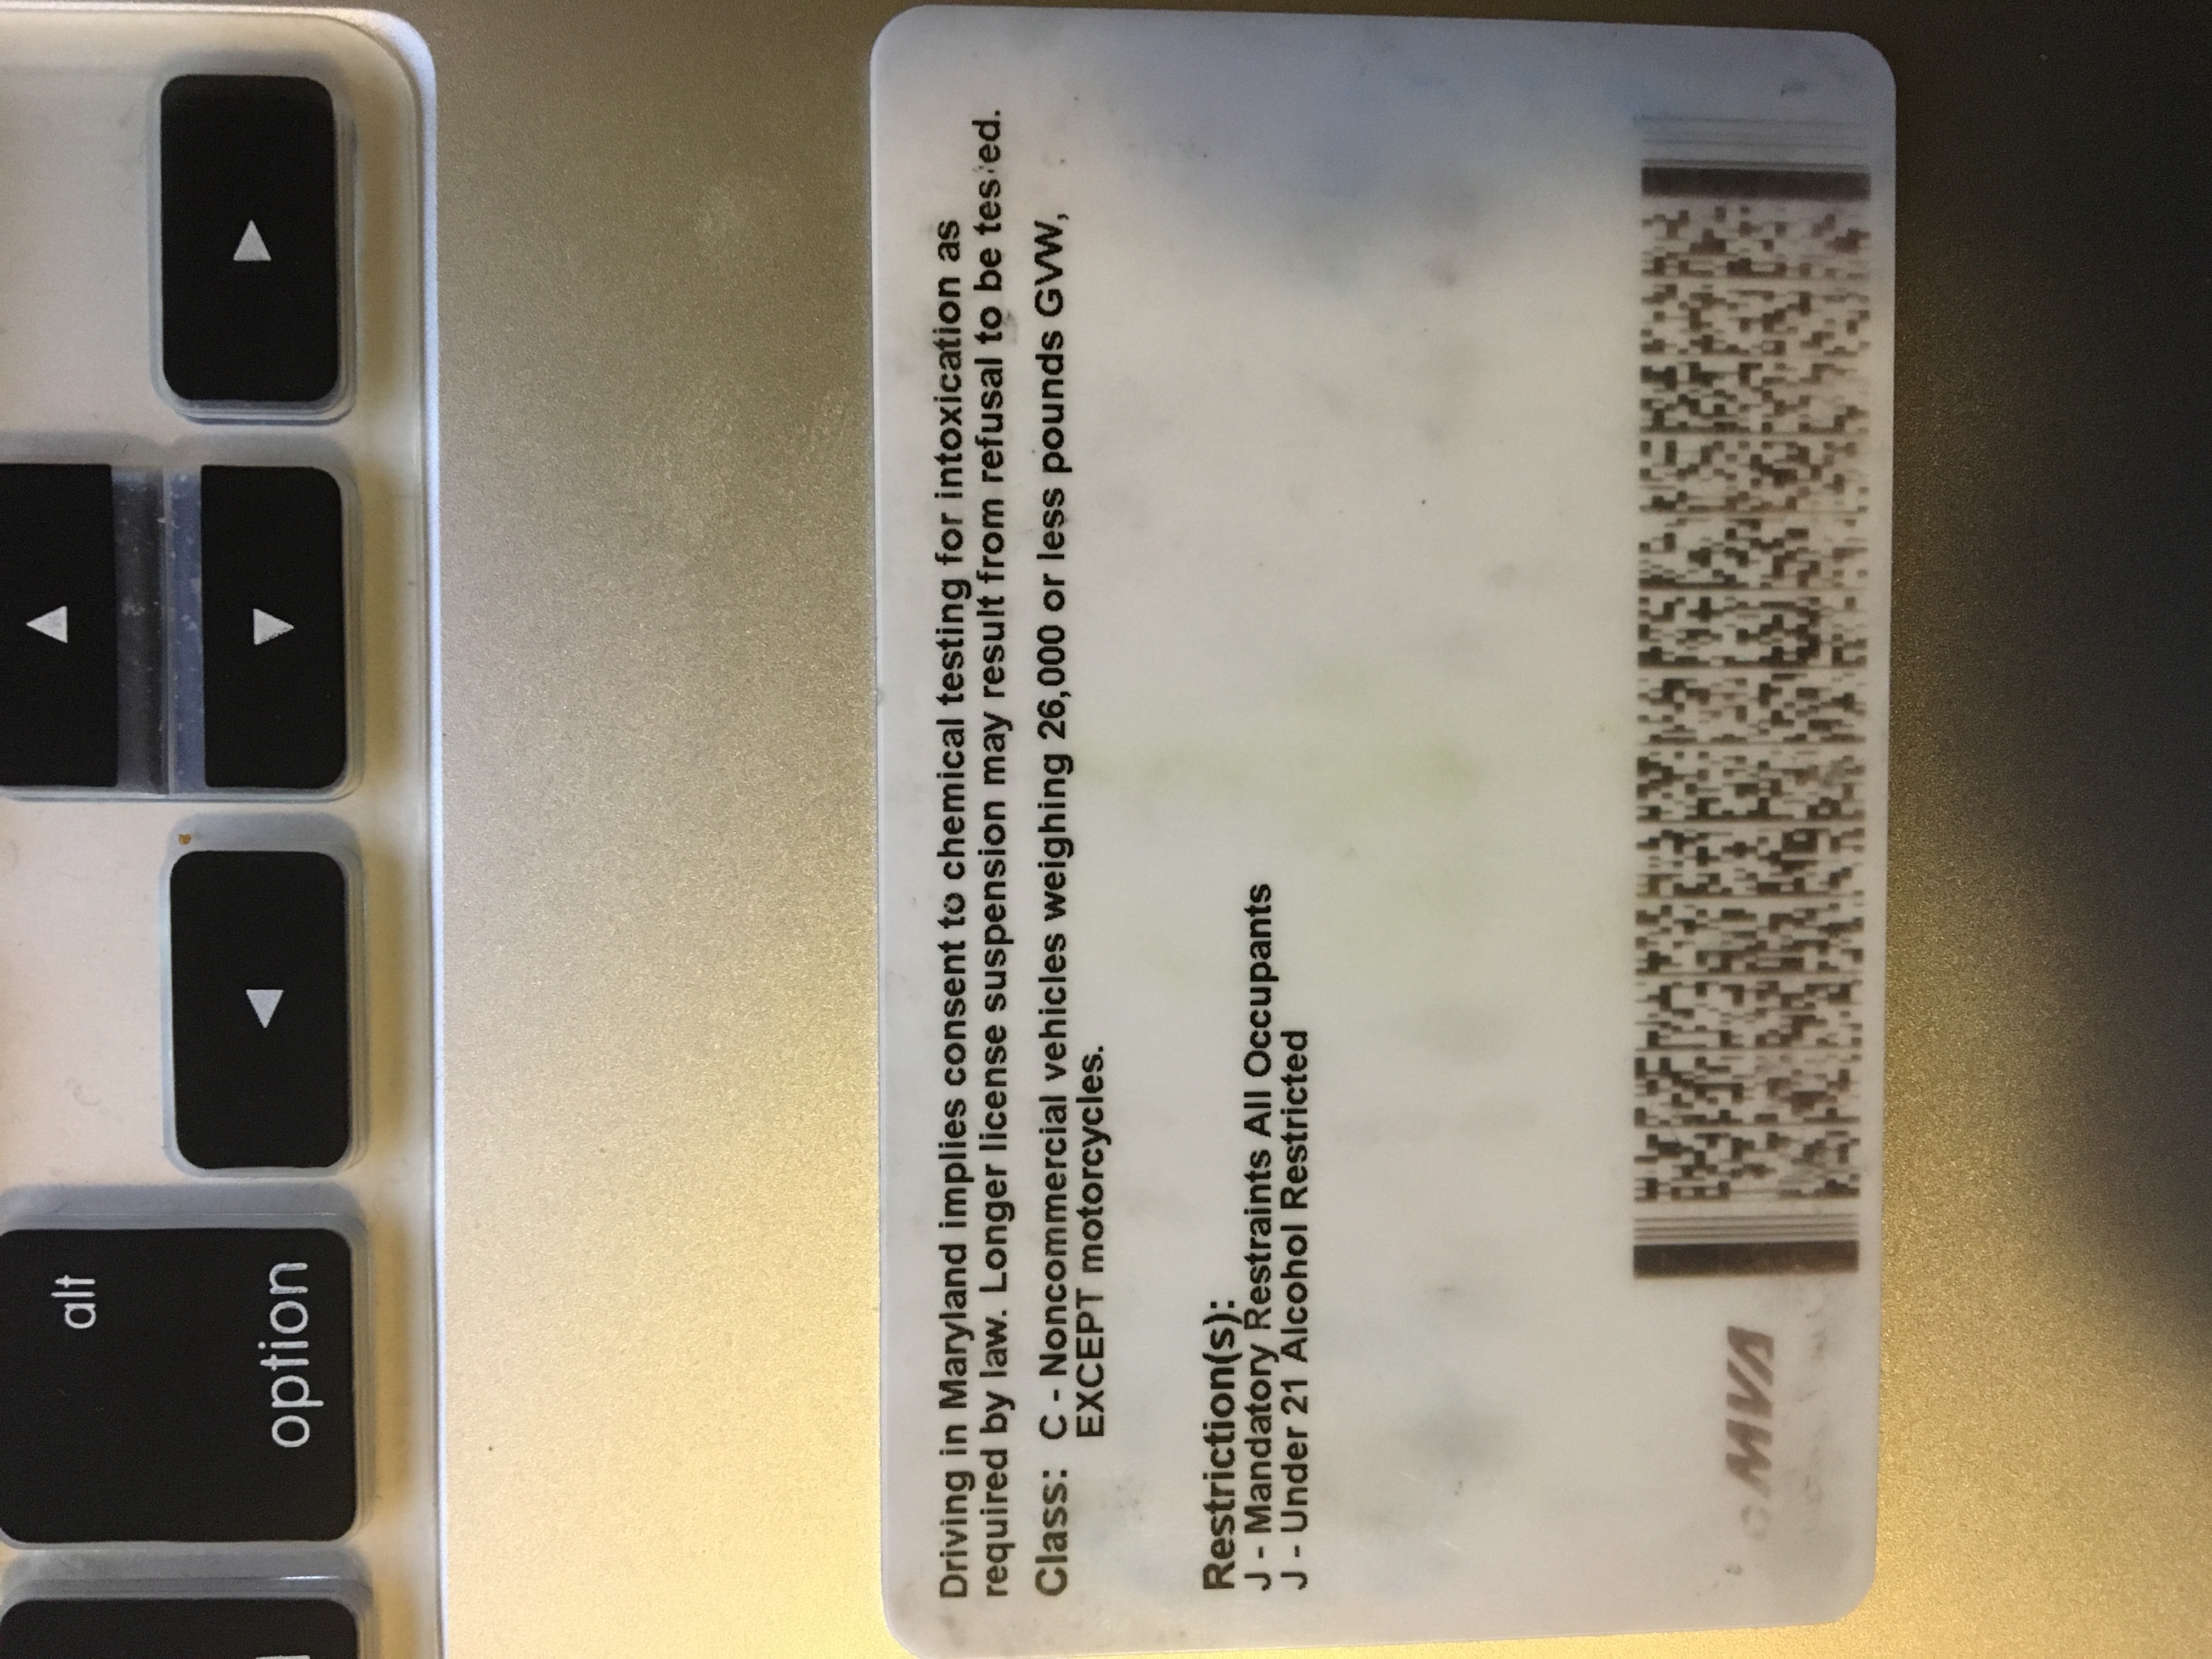 alt
option
Driving in Maryland implies consent to chemical testing for intoxication as
required by law. Longer license suspension may result from refusal to be tes ed.
Class: C - Noncommercial vehicles weighing 26,000 or less pounds GVW,
EXCEPT motorcycles.
Restriction(s):
J - Mandatory Restraints All Occupants
J - Under 21 Alcohol Restricted
MVA